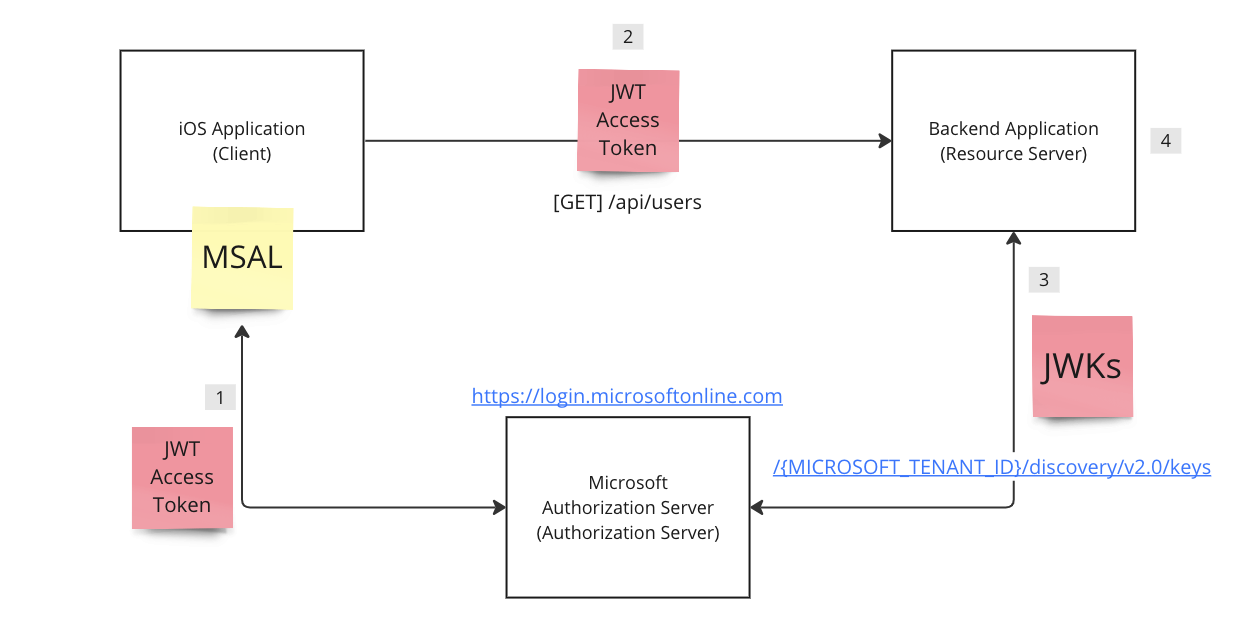 2
JWT
Access
Token
iOS Application
(Client)
Backend Application
(Resource Server)
4
[GET] /api/users
MSAL
3
JWKs
1
https://login.microsoftonline.com
JWT
Access
Token
/{MICROSOFT_TENANT_ID}/discovery/v2.0/keys
Microsoft
Authorization Server
(Authorization Server)